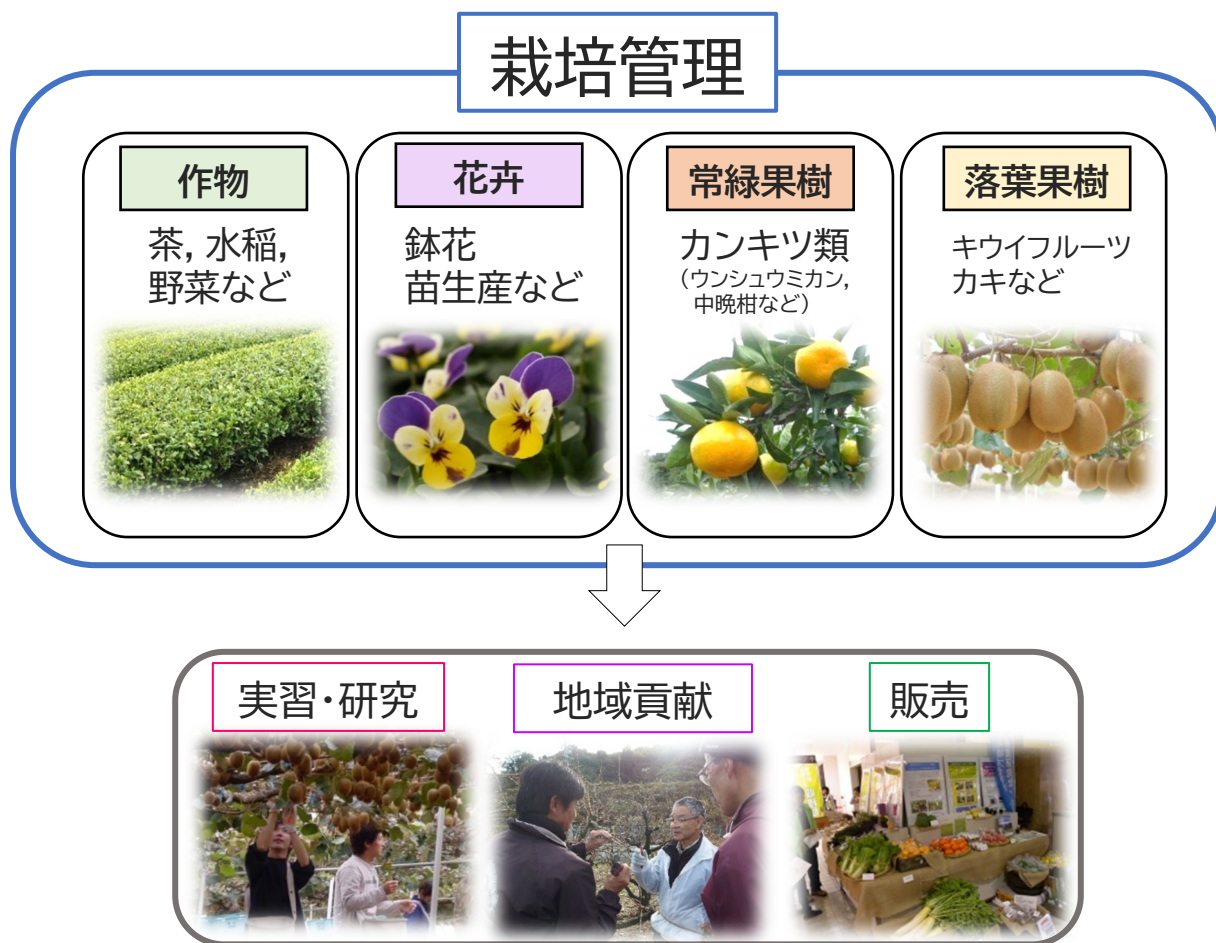 栽培管理
作物
茶, 水稲,
野菜など
花卉
鉢花
苗生産など
常緑果樹
カンキツ類
（ウンシュウミカン,
中晩柑など）
落葉果樹
キウイフルーツ
カキなど
実習・研究
地域貢献
販売